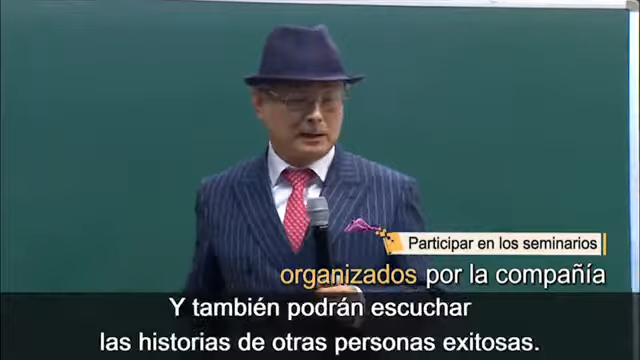 Participar en los seminarios
organizados por la compañía
Y también podrán escuchar
las historias de otras personas exitosas.